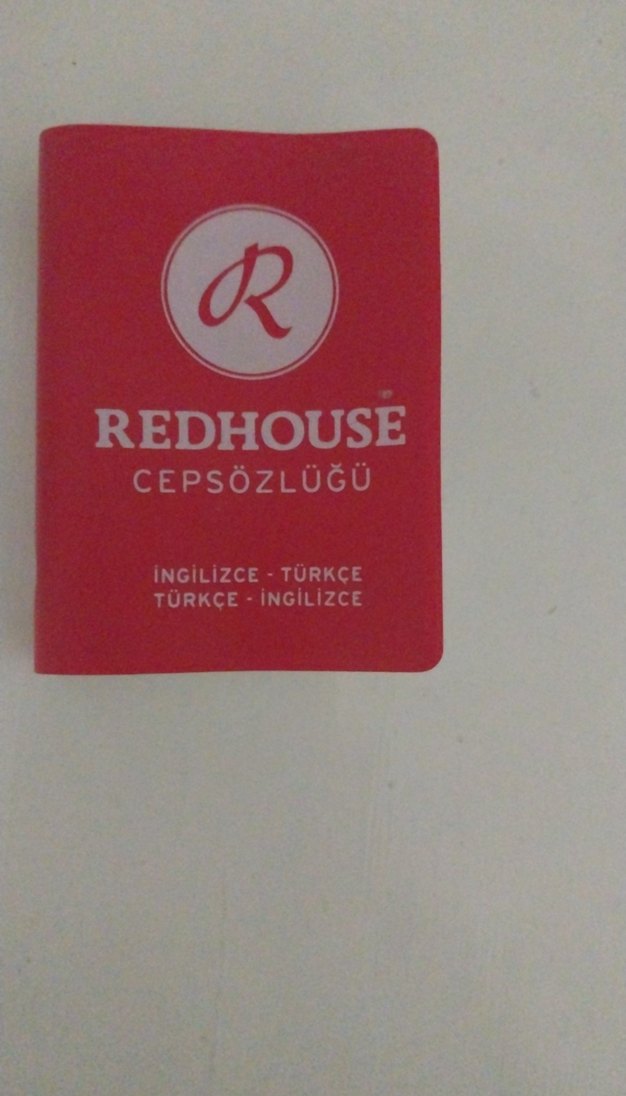 R
REDHOUSE
CEPSÖZLÜĞÜ
İNGİLİZCE - TÜRKÇE
TÜRKÇE - İNGİLİZCE